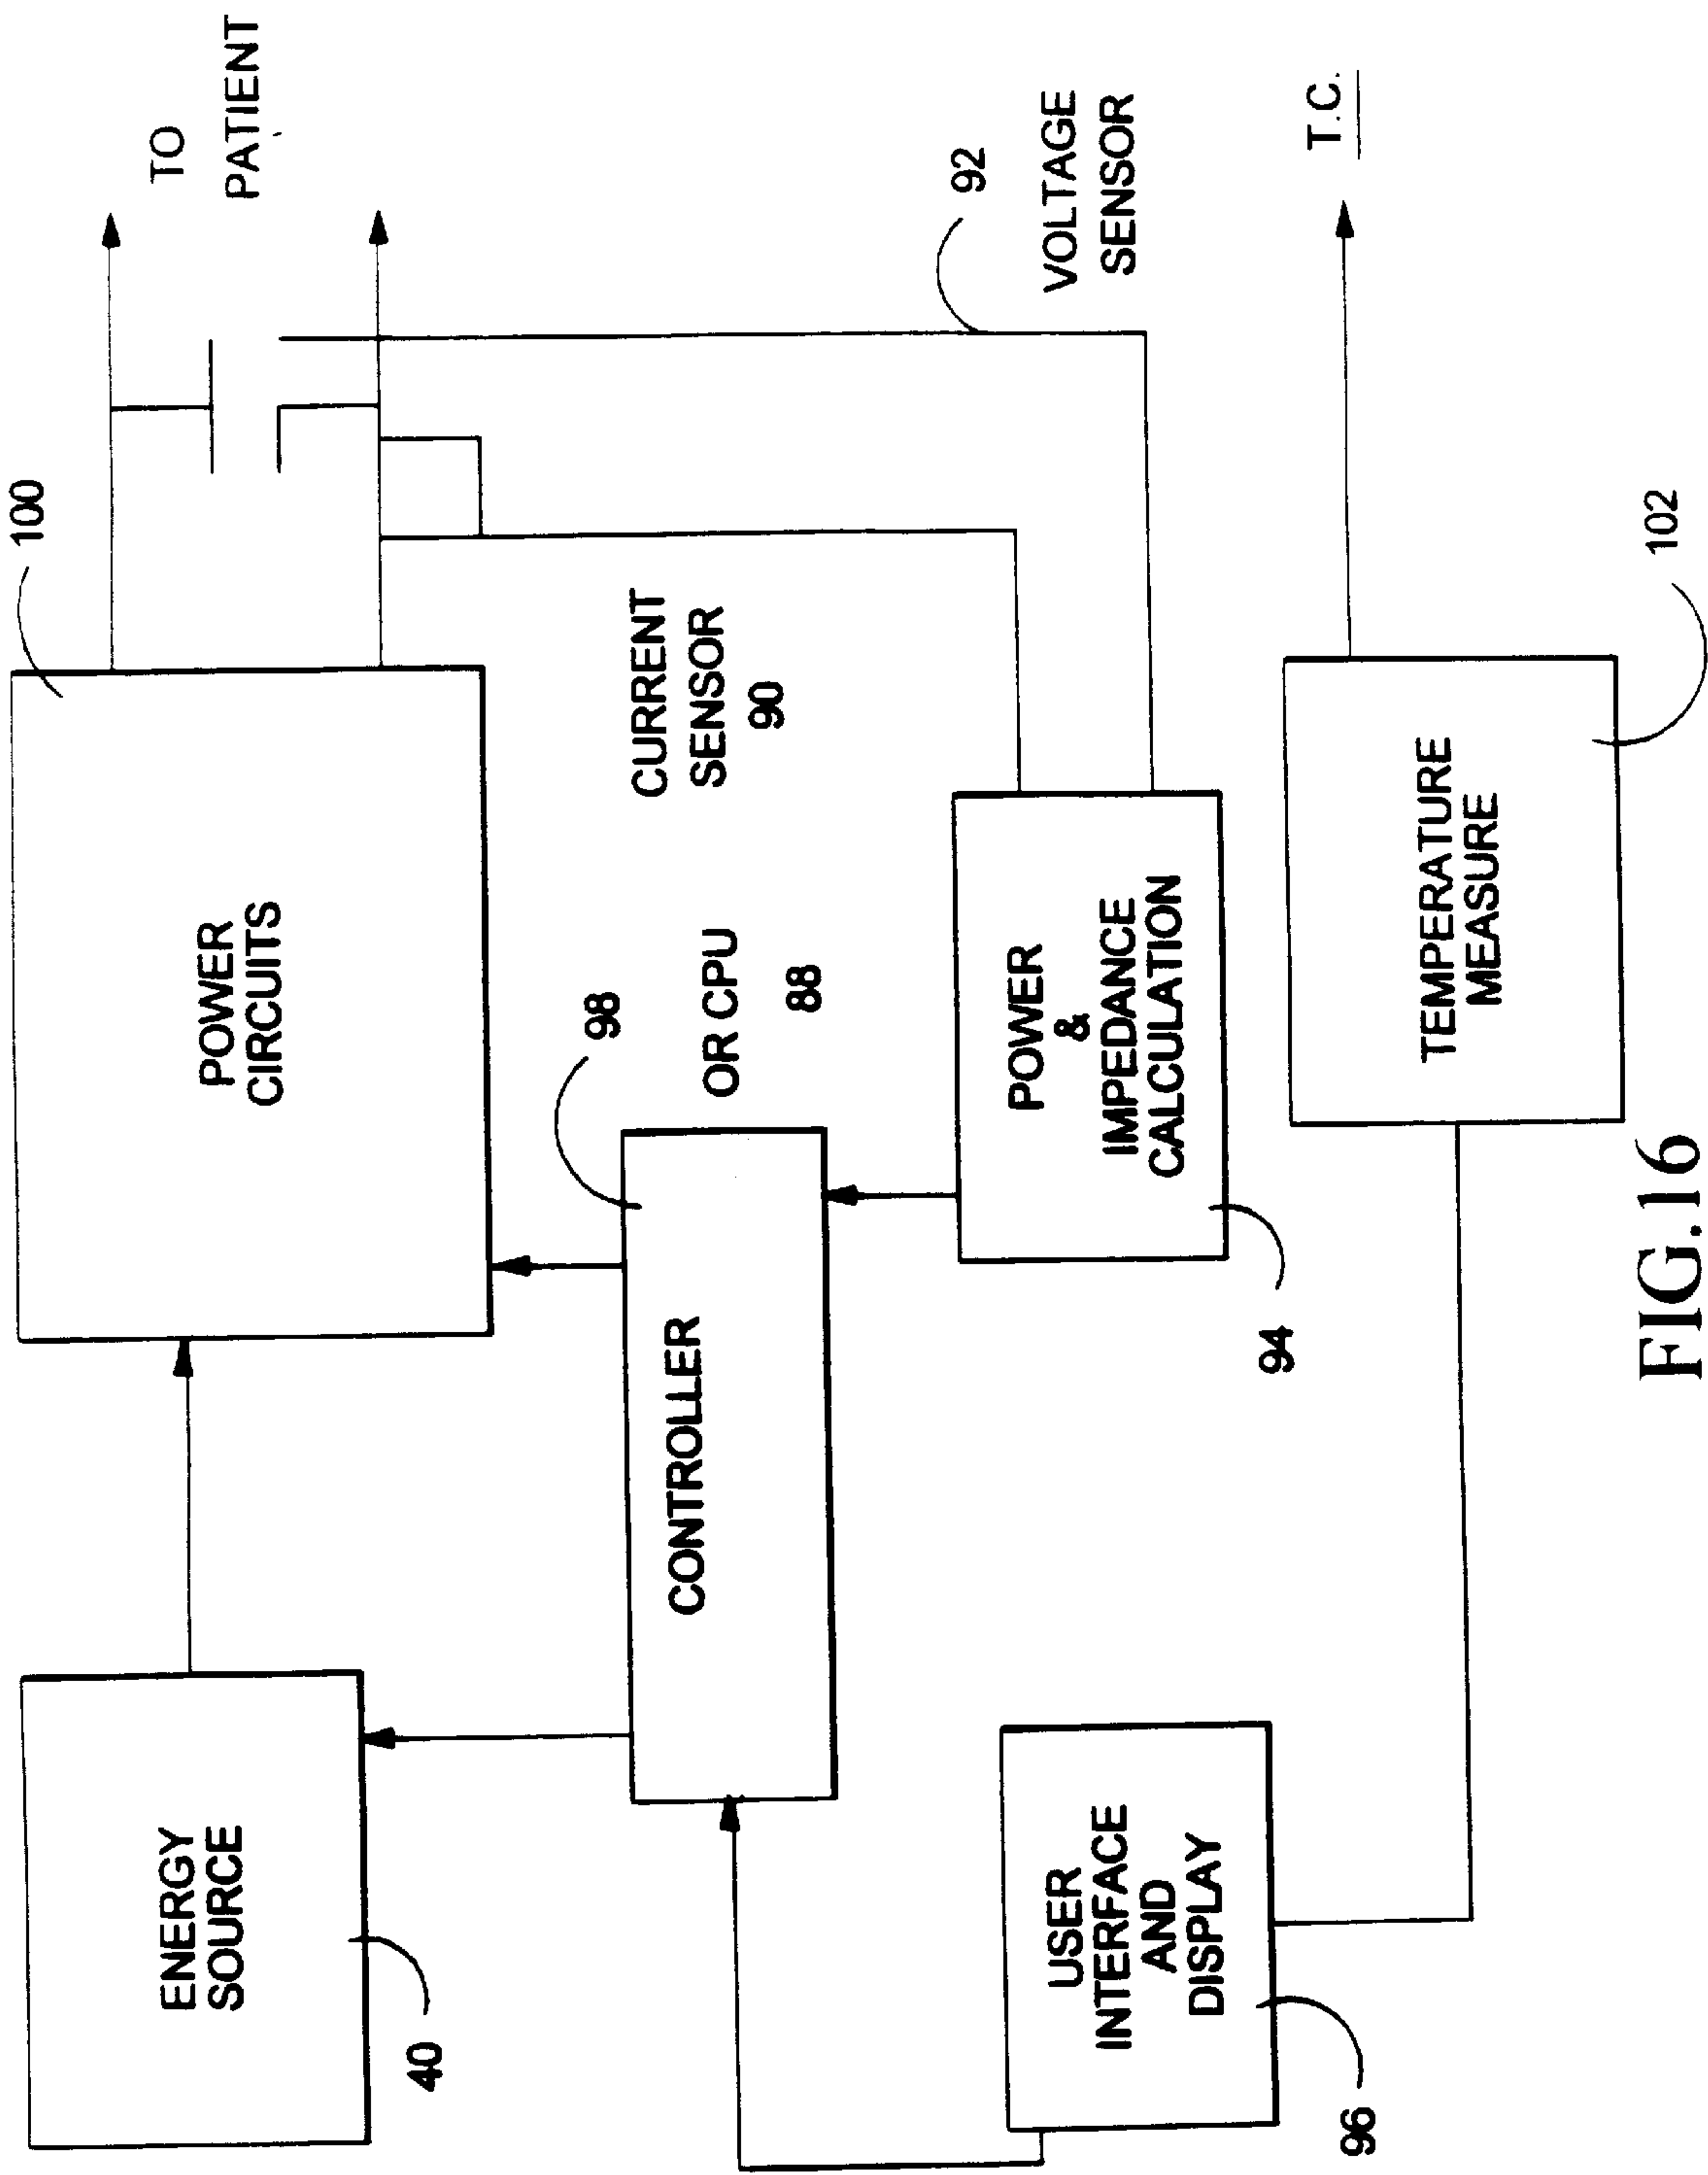 ENERGY
SOURCE
40
POWER
CIRCUITS
100
TO
PATIENT
CONTROLLER
98
OR CPU
88
CURRENT
SENSOR
90
92
VOLTAGE
SENSOR
USER
INTERFACE
AND
DISPLAY
96
POWER
&
IMPEDANCE
CALCULATION
94
TEMPERATURE
MEASURE
102
T.C.
FIG.16